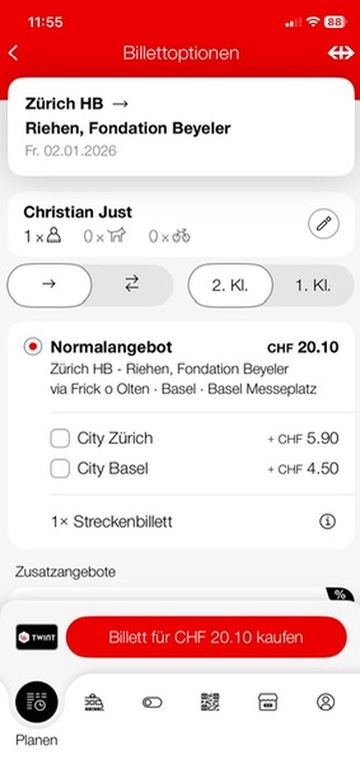 11:55
88
Billettoptionen
Zürich HB →
Riehen, Fondation Beyeler
Fr. 02.01.2026
Christian Just
1 x 0 x 0 x
→ ⇄ 2. Kl. 1. Kl.
Normalangebot CHF 20.10
Zürich HB - Riehen, Fondation Beyeler
via Frick o Olten · Basel · Basel Messeplatz
City Zürich + CHF 5.90
City Basel + CHF 4.50
1× Streckenbillett
Zusatzangebote
%
TWINT Billett für CHF 20.10 kaufen
Planen